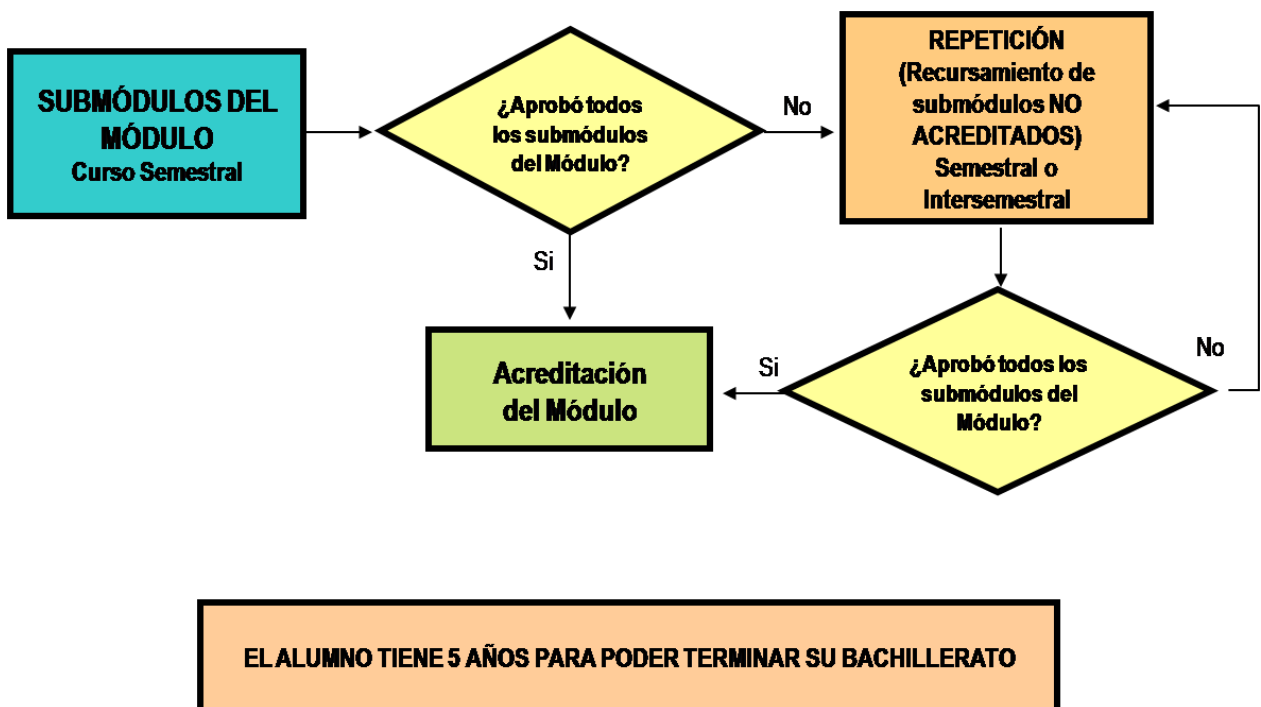 SUBMÓDULOS DEL
MÓDULO
Curso Semestral
¿Aprobó todos
los submódulos
del Módulo?
No
REPETICIÓN
(Recursamiento de
submódulos NO
ACREDITADOS)
Semestral o
Intersemestral
Si
Acreditación
del Módulo
Si
¿Aprobó todos los
submódulos del
Módulo?
No
EL ALUMNO TIENE 5 AÑOS PARA PODER TERMINAR SU BACHILLERATO